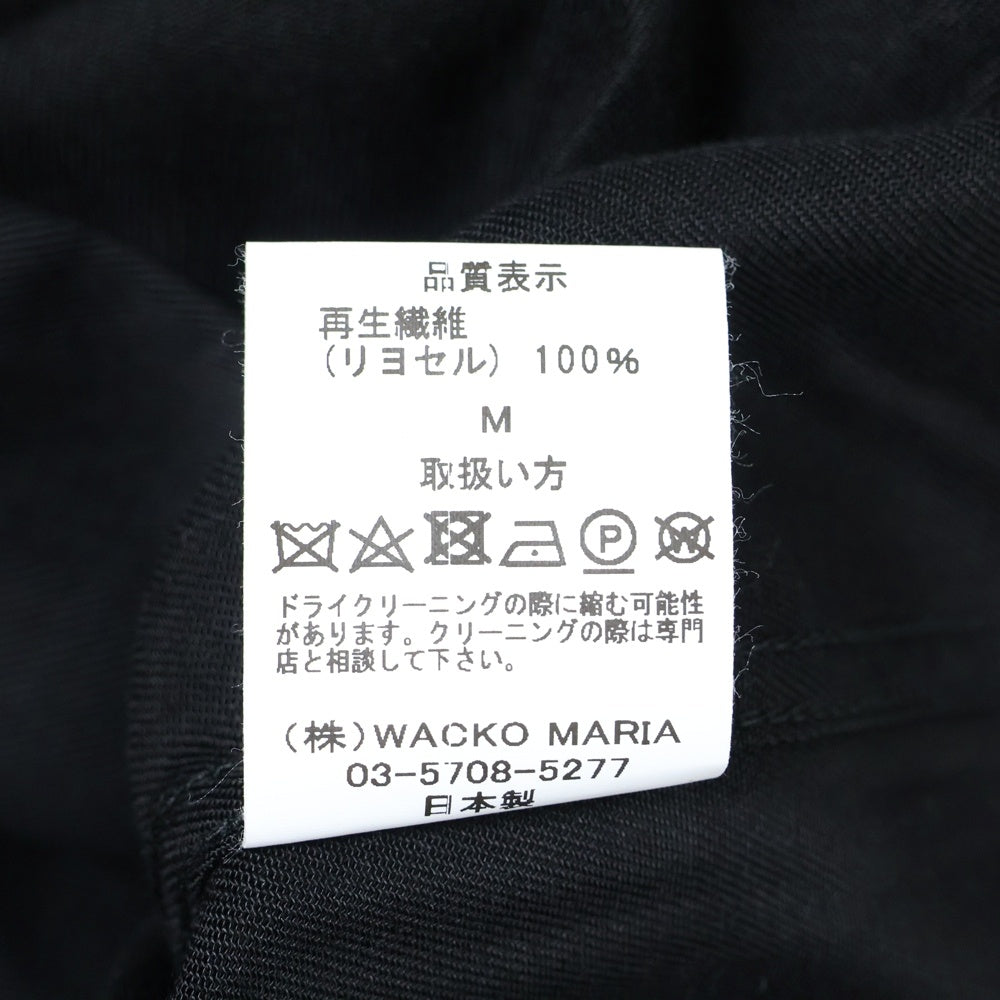 品質表示
再生繊維
(リヨセル) 100%
M
取扱い方
P W
ドライクリーニングの際に縮む可能性
があります。クリーニングの際は専門
店と相談して下さい。
(株)WACKO MARIA
03-5708-5277
日本製